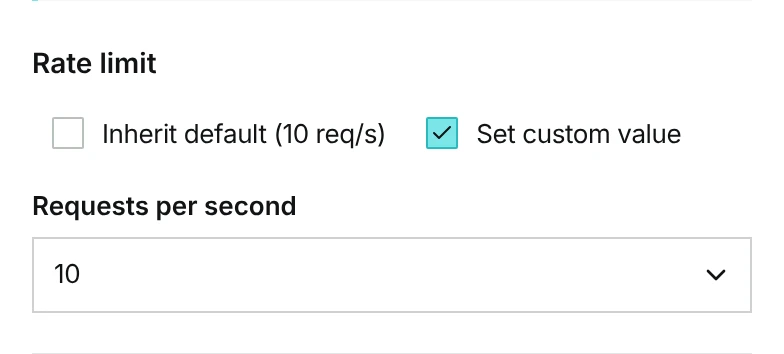 Rate limit
Inherit default (10 req/s) Set custom value
Requests per second
10